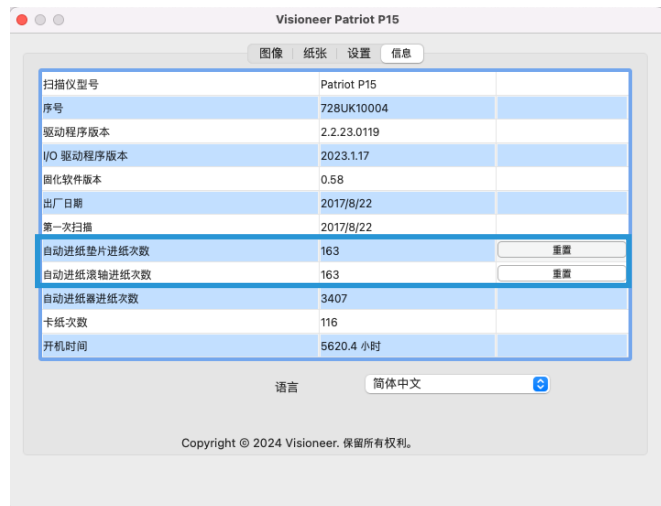 Visioneer Patriot P15
图像 纸张 设置 信息
扫描仪型号 Patriot P15
序号 728UK10004
驱动程序版本 2.2.23.0119
I/O 驱动程序版本 2023.1.17
固化软件版本 0.58
出厂日期 2017/8/22
第一次扫描 2017/8/22
自动进纸垫片进纸次数 163 重置
自动进纸滚轴进纸次数 163 重置
自动进纸器进纸次数 3407
卡纸次数 116
开机时间 5620.4 小时
语言 简体中文
Copyright © 2024 Visioneer. 保留所有权利。